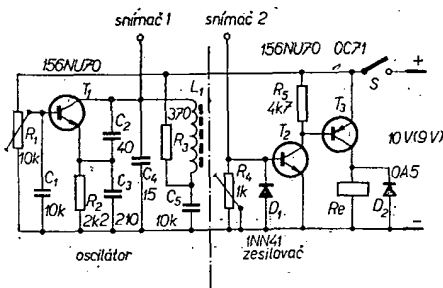 snímač 1
snímač 2
156NU70
156NU70 OC71
T₁
L₁
S
+
R₁
10k
C₂
40
370
R₃
R₅
4k7
T₂
T₃
10V(9V)
C₁
10k
R₂
2k2
C₃
210
C₄
15
C₅
10k
R₄
1k
D₁
Re
0A5
D₂
1NN41
–
oscilátor
zesilovač